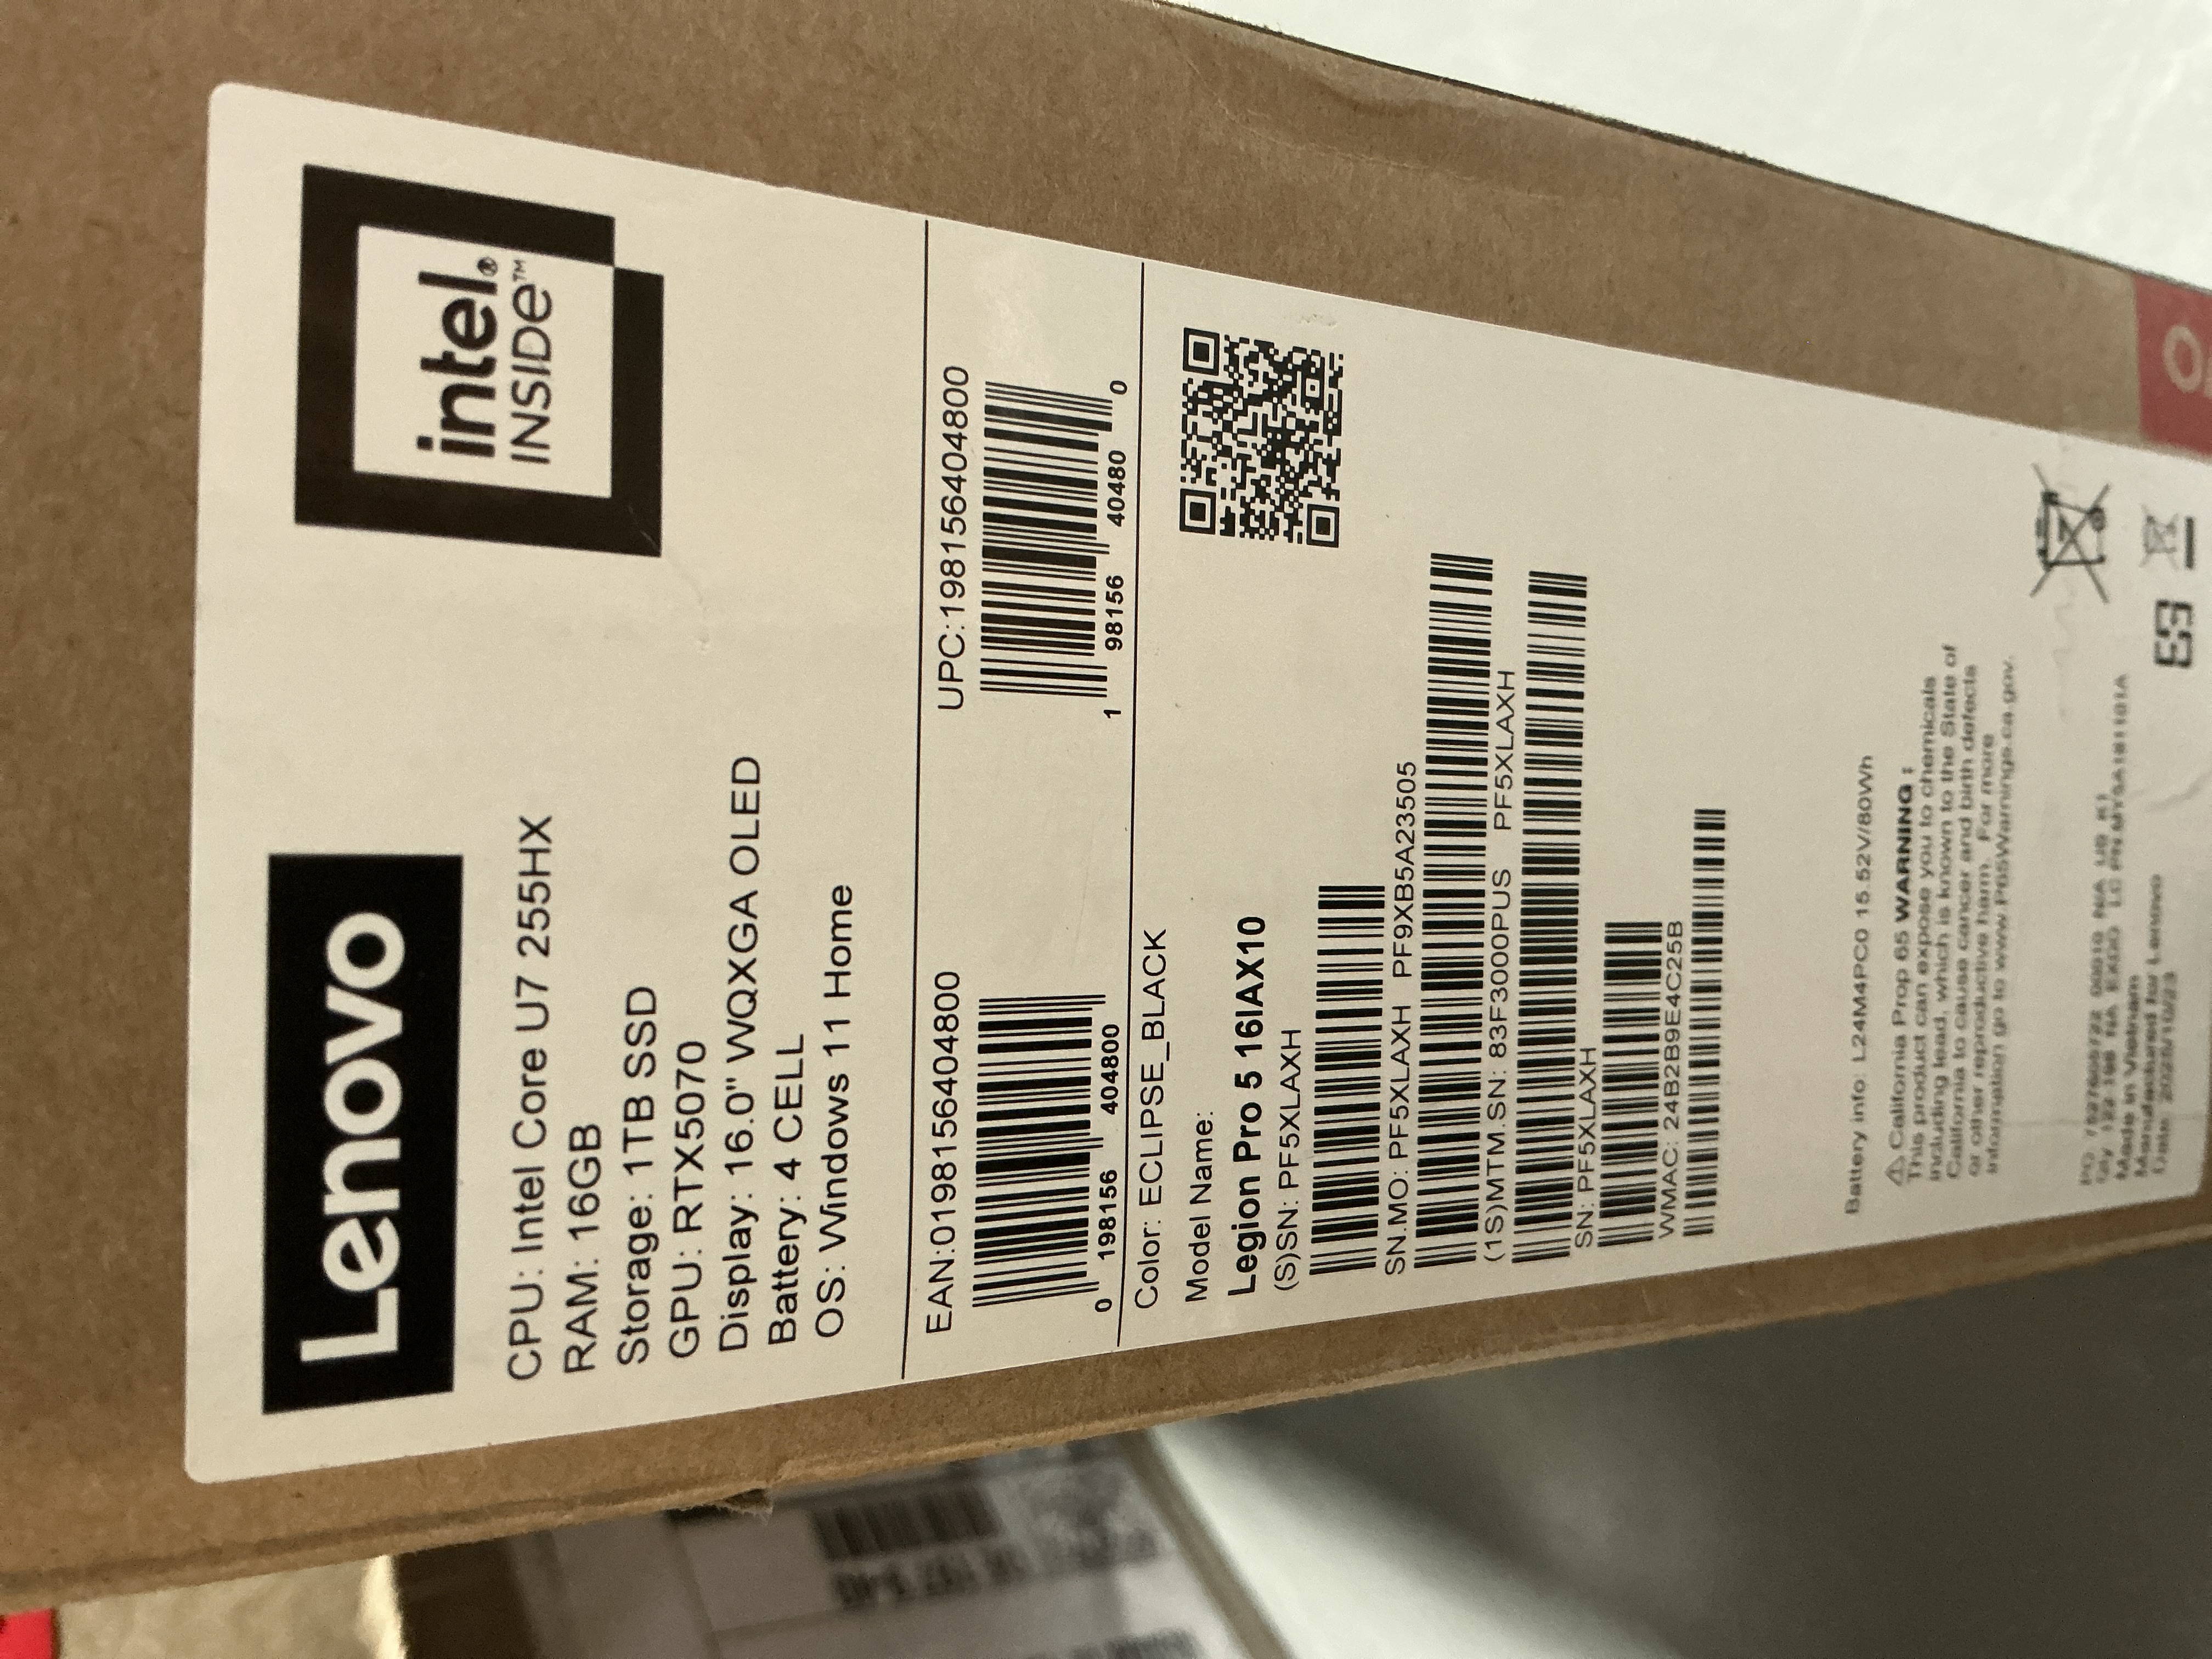 Lenovo
intel®
INSIDE™
CPU: Intel Core U7 255HX
RAM: 16GB
Storage: 1TB SSD
GPU: RTX5070
Display: 16.0" WQXGA OLED
Battery: 4 CELL
OS: Windows 11 Home
EAN:0198156404800
0 198156 404800
UPC:198156404800
1 98156 40480 0
Color: ECLIPSE_BLACK
Model Name:
Legion Pro 5 16IAX10
(S)SN: PF5XLAXH
SN.MO: PF5XLAXH PF9XB5A23505
(1S)MTM.SN: 83F3000PUS PF5XLAXH
SN: PF5XLAXH
WMAC: 24B2B9E4C25B
Battery info: L24M4PC0 15.52V/80Wh
⚠California Prop 65 WARNING :
This product can expose you to chemicals
including lead, which is known to the State of
California to cause cancer and birth defects
or other reproductive harm. For more
information go to www.P65Warnings.ca.gov.
Made in Vietnam
Manufactured for Lenovo